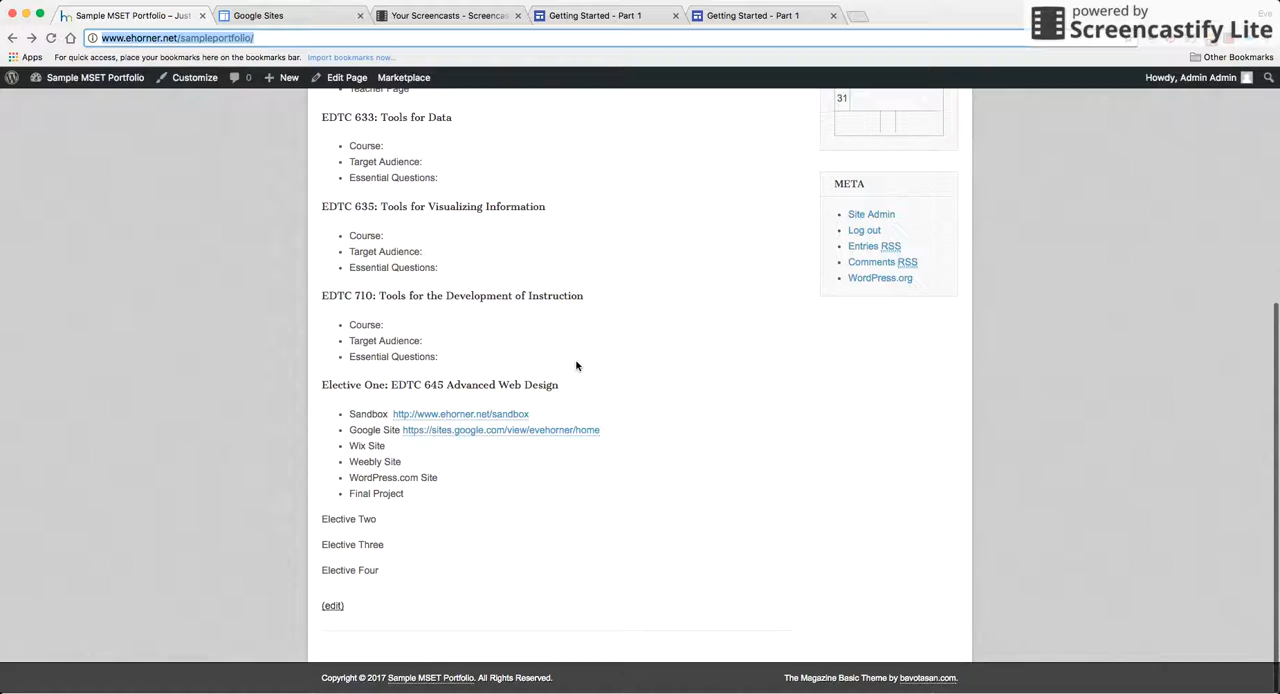 Sample MSET Portfolio – Just
Google Sites
Your Screencasts – Screencas
Getting Started - Part 1
Getting Started - Part 1
Eve
powered by
Screencastify Lite
www.ehorner.net/sampleportfolio/
Apps
For quick access, place your bookmarks here on the bookmarks bar.
Import bookmarks now...
Other Bookmarks
Sample MSET Portfolio
Customize
0
New
Edit Page
Marketplace
Howdy, Admin Admin
Teacher Page
31
EDTC 633: Tools for Data
Course:
Target Audience:
Essential Questions:
META
Site Admin
Log out
Entries RSS
Comments RSS
WordPress.org
EDTC 635: Tools for Visualizing Information
Course:
Target Audience:
Essential Questions:
EDTC 710: Tools for the Development of Instruction
Course:
Target Audience:
Essential Questions:
Elective One: EDTC 645 Advanced Web Design
Sandbox http://www.ehorner.net/sandbox
Google Site https://sites.google.com/view/evehorner/home
Wix Site
Weebly Site
WordPress.com Site
Final Project
Elective Two
Elective Three
Elective Four
(edit)
Copyright © 2017 Sample MSET Portfolio. All Rights Reserved.
The Magazine Basic Theme by bavotasan.com.